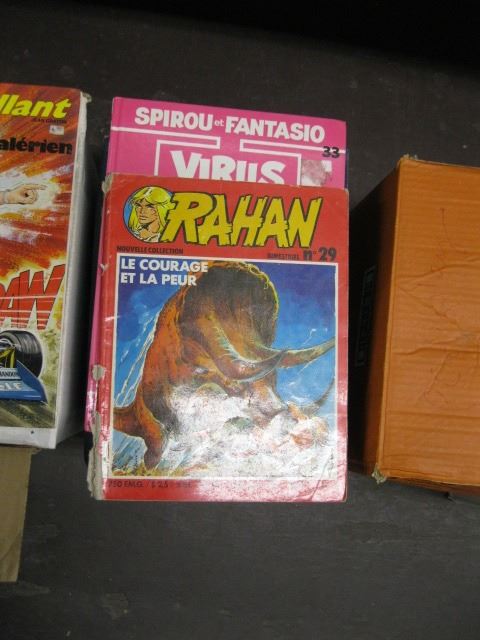 llant
alérien
SPIROU et FANTASIO
33
VIRUS
RAHAN
NOUVELLE COLLECTION
BIMESTRIEL n° 29
LE COURAGE
ET LA PEUR